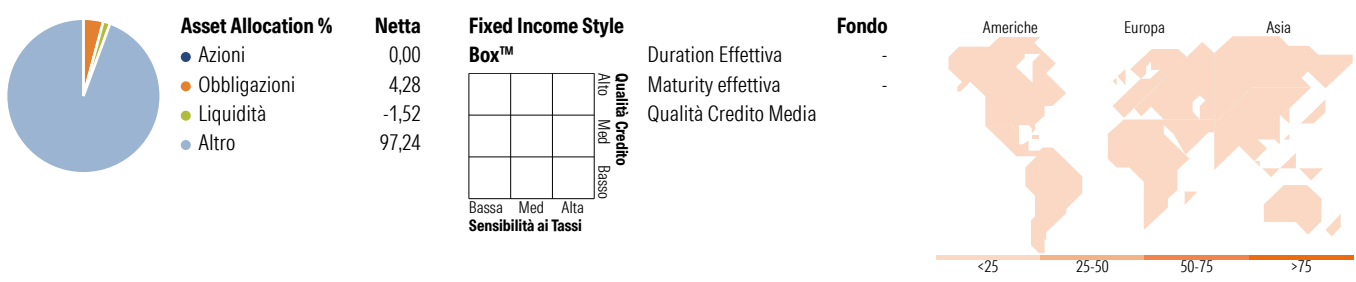 Asset Allocation % Netta
Azioni 0,00
Obbligazioni 4,28
Liquidità -1,52
Altro 97,24
Fixed Income Style
Box™
Alto Med Basso
Qualità Credito
Bassa Med Alta
Sensibilità ai Tassi
Fondo
Duration Effettiva -
Maturity effettiva -
Qualità Credito Media
Americhe Europa Asia
<25 25-50 50-75 >75